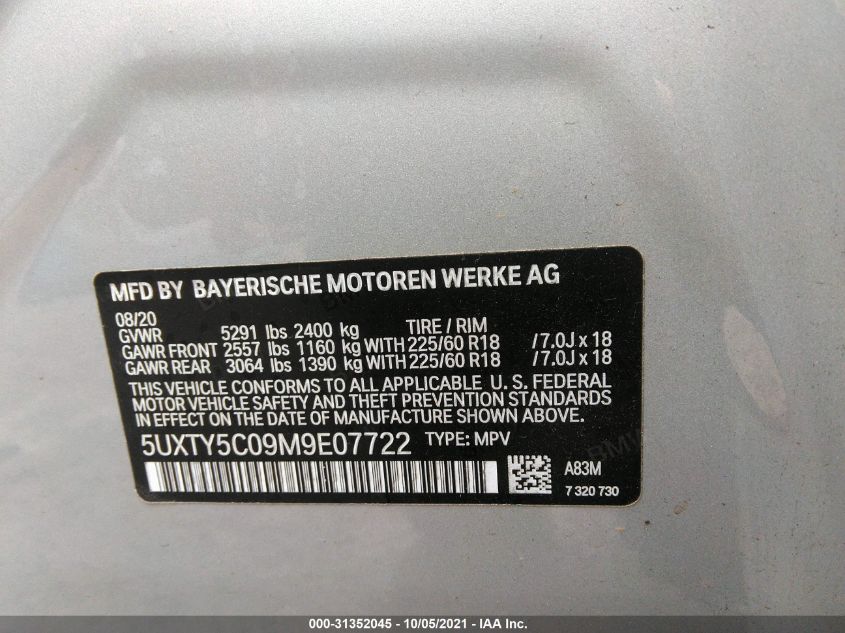 MFD BY BAYERISCHE MOTOREN WERKE AG
08/20
GVWR 5291 lbs 2400 kg TIRE / RIM
GAWR FRONT 2557 lbs 1160 kg WITH 225/60 R18 /7.0J x 18
GAWR REAR 3064 lbs 1390 kg WITH 225/60 R18 /7.0J x 18
THIS VEHICLE CONFORMS TO ALL APPLICABLE U. S. FEDERAL
MOTOR VEHICLE SAFETY AND THEFT PREVENTION STANDARDS
IN EFFECT ON THE DATE OF MANUFACTURE SHOWN ABOVE.
5UXTY5C09M9E07722 TYPE: MPV
A83M
7 320 730
000-31352045 - 10/05/2021 - IAA Inc.